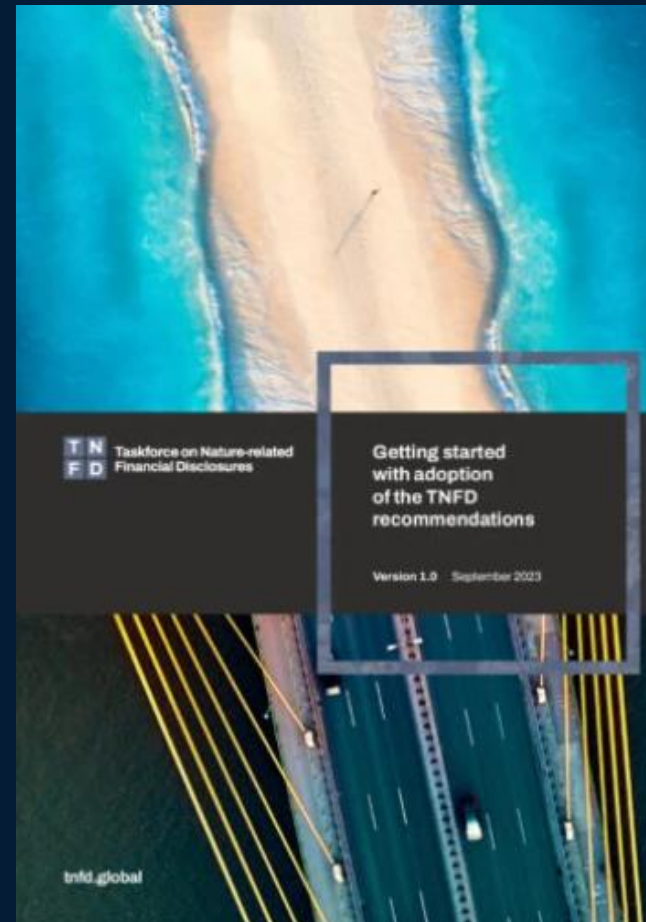 T N
F D
Taskforce on Nature-related
Financial Disclosures
Getting started
with adoption
of the TNFD
recommendations
Version 1.0 September 2023
tnfd.global